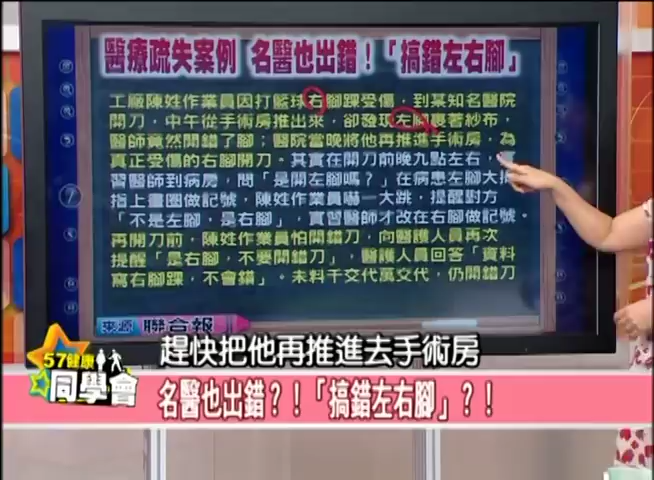 醫療疏失案例 名醫也出錯！「搞錯左右腳」
工廠陳姓作業員因打籃球右腳踝受傷，到某知名醫院
開刀，中午從手術房推出來，卻發現左腳裹著紗布，
醫師竟然開錯了腳；醫院當晚將他再推進手術房，為
真正受傷的右腳開刀。其實在開刀前晚九點左右，
習醫師到病房，問「是開左腳嗎？」在病患左腳大拇
指上畫圈做記號，陳姓作業員嚇一大跳，提醒對方
「不是左腳，是右腳」，實習醫師才改在右腳做記號。
再開刀前，陳姓作業員怕開錯刀，向醫護人員再次
提醒「是右腳，不要開錯刀」，醫護人員回答「資料
寫右腳踝，不會錯」。未料千交代萬交代，仍開錯刀
來源 聯合報
趕快把他再推進去手術房
57健康
同學會
名醫也出錯？！「搞錯左右腳」？！